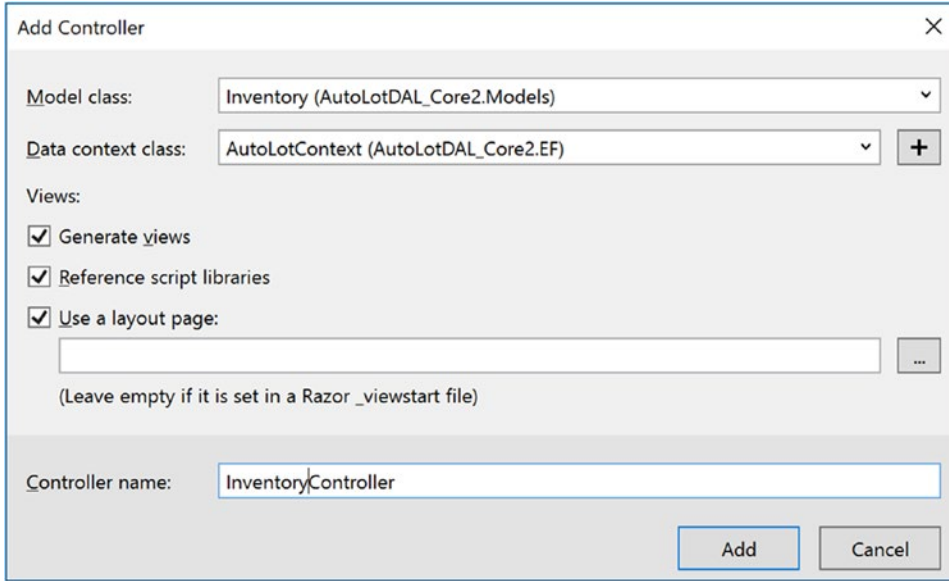 Add Controller
Model class: Inventory (AutoLotDAL_Core2.Models)
Data context class: AutoLotContext (AutoLotDAL_Core2.EF) +
Views:
Generate views
Reference script libraries
Use a layout page:
...
(Leave empty if it is set in a Razor _viewstart file)
Controller name: InventoryController
Add Cancel